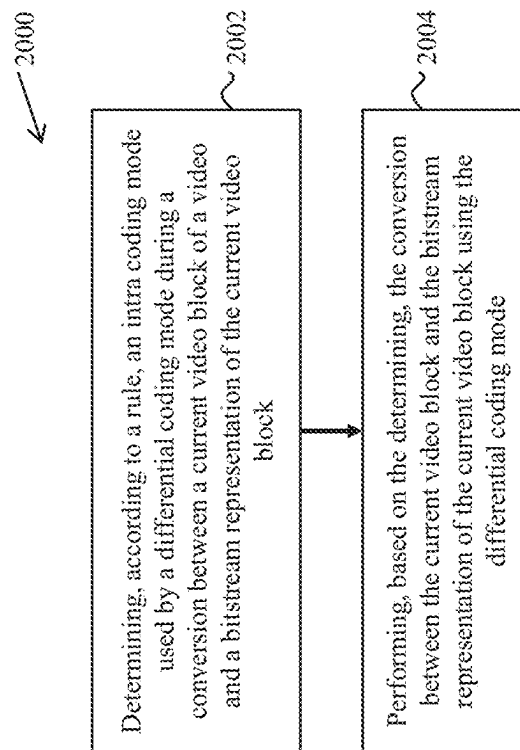 2000
Determining, according to a rule, an intra coding mode
used by a differential coding mode during a
conversion between a current video block of a video
and a bitstream representation of the current video
block
2002
Performing, based on the determining, the conversion
between the current video block and the bitstream
representation of the current video block using the
differential coding mode
2004